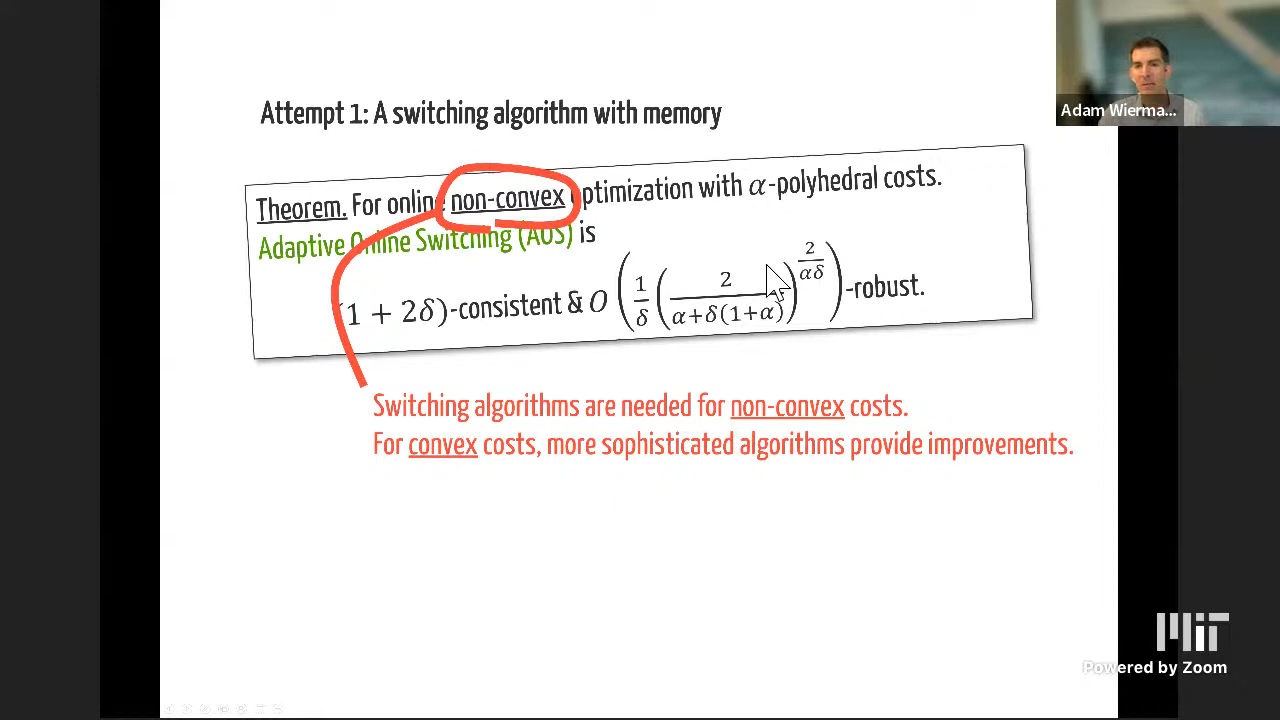 Attempt 1: A switching algorithm with memory
Theorem. For online non-convex optimization with α-polyhedral costs.
Adaptive Online Switching (AOS) is
(1 + 2δ)-consistent & O(1/δ (2/(α+δ(1+α)))^(2/(αδ)))-robust.
Switching algorithms are needed for non-convex costs.
For convex costs, more sophisticated algorithms provide improvements.
Adam Wierma...
MIT
Powered by Zoom